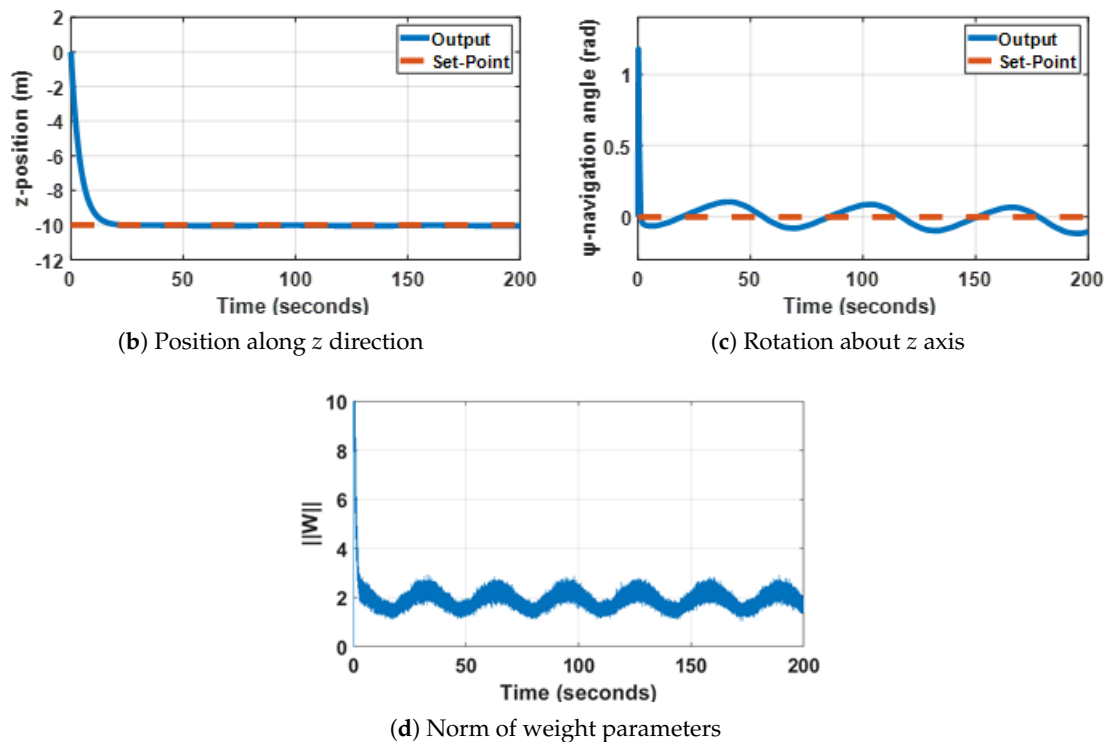 2
0
-2
-4
-6
-8
-10
-12
z-position (m)
Output
Set-Point
0 50 100 150 200
Time (seconds)
(b) Position along z direction
1
0.5
0
ψ-navigation angle (rad)
Output
Set-Point
0 50 100 150 200
Time (seconds)
(c) Rotation about z axis
10
8
6
4
2
0
||W||
0 50 100 150 200
Time (seconds)
(d) Norm of weight parameters